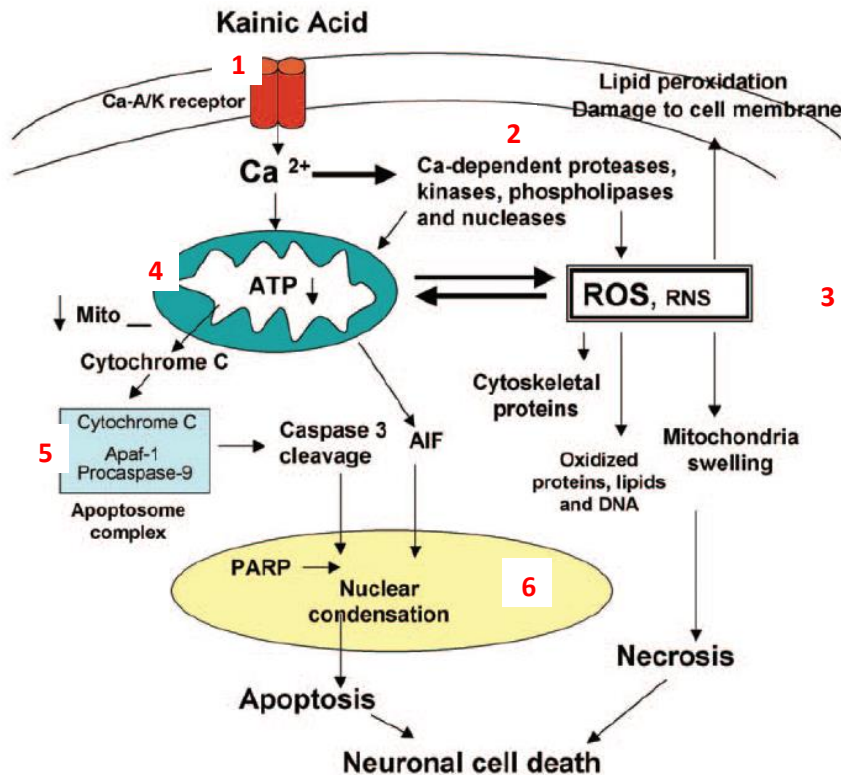 Kainic Acid
1
Ca-A/K receptor
Lipid peroxidation
Damage to cell membrane
2
Ca 2+
Ca-dependent proteases,
kinases, phospholipases
and nucleases
4
ATP
ROS, RNS
3
Mito
Cytochrome C
Cytoskeletal
proteins
5
Cytochrome C
Apaf-1
Procaspase-9
Apoptosome
complex
Caspase 3
cleavage
AIF
Oxidized
proteins, lipids
and DNA
Mitochondria
swelling
PARP
Nuclear
condensation
6
Apoptosis
Necrosis
Neuronal cell death